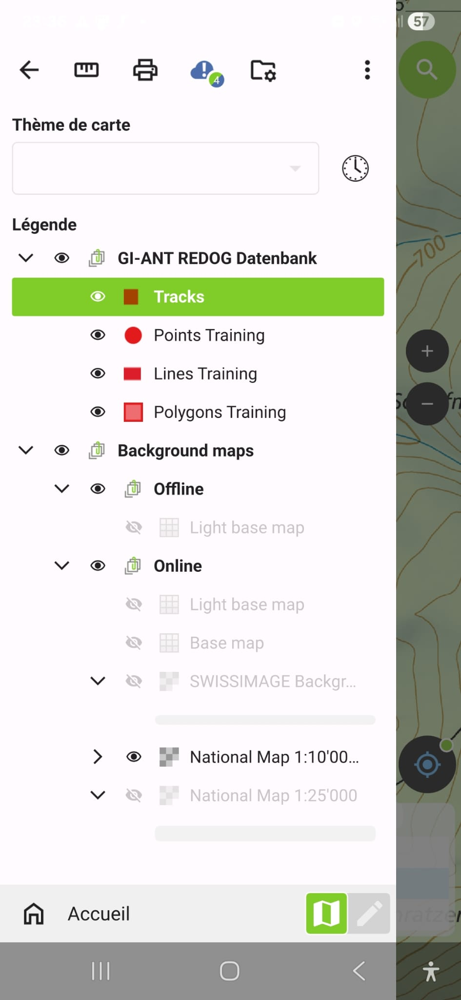 57
4
Thème de carte
Légende
700
GI-ANT REDOG Datenbank
Tracks
Points Training
Lines Training
Polygons Training
Background maps
Offline
Light base map
Online
Light base map
Base map
SWISSIMAGE Backgr...
National Map 1:10'00...
National Map 1:25'000
Accueil